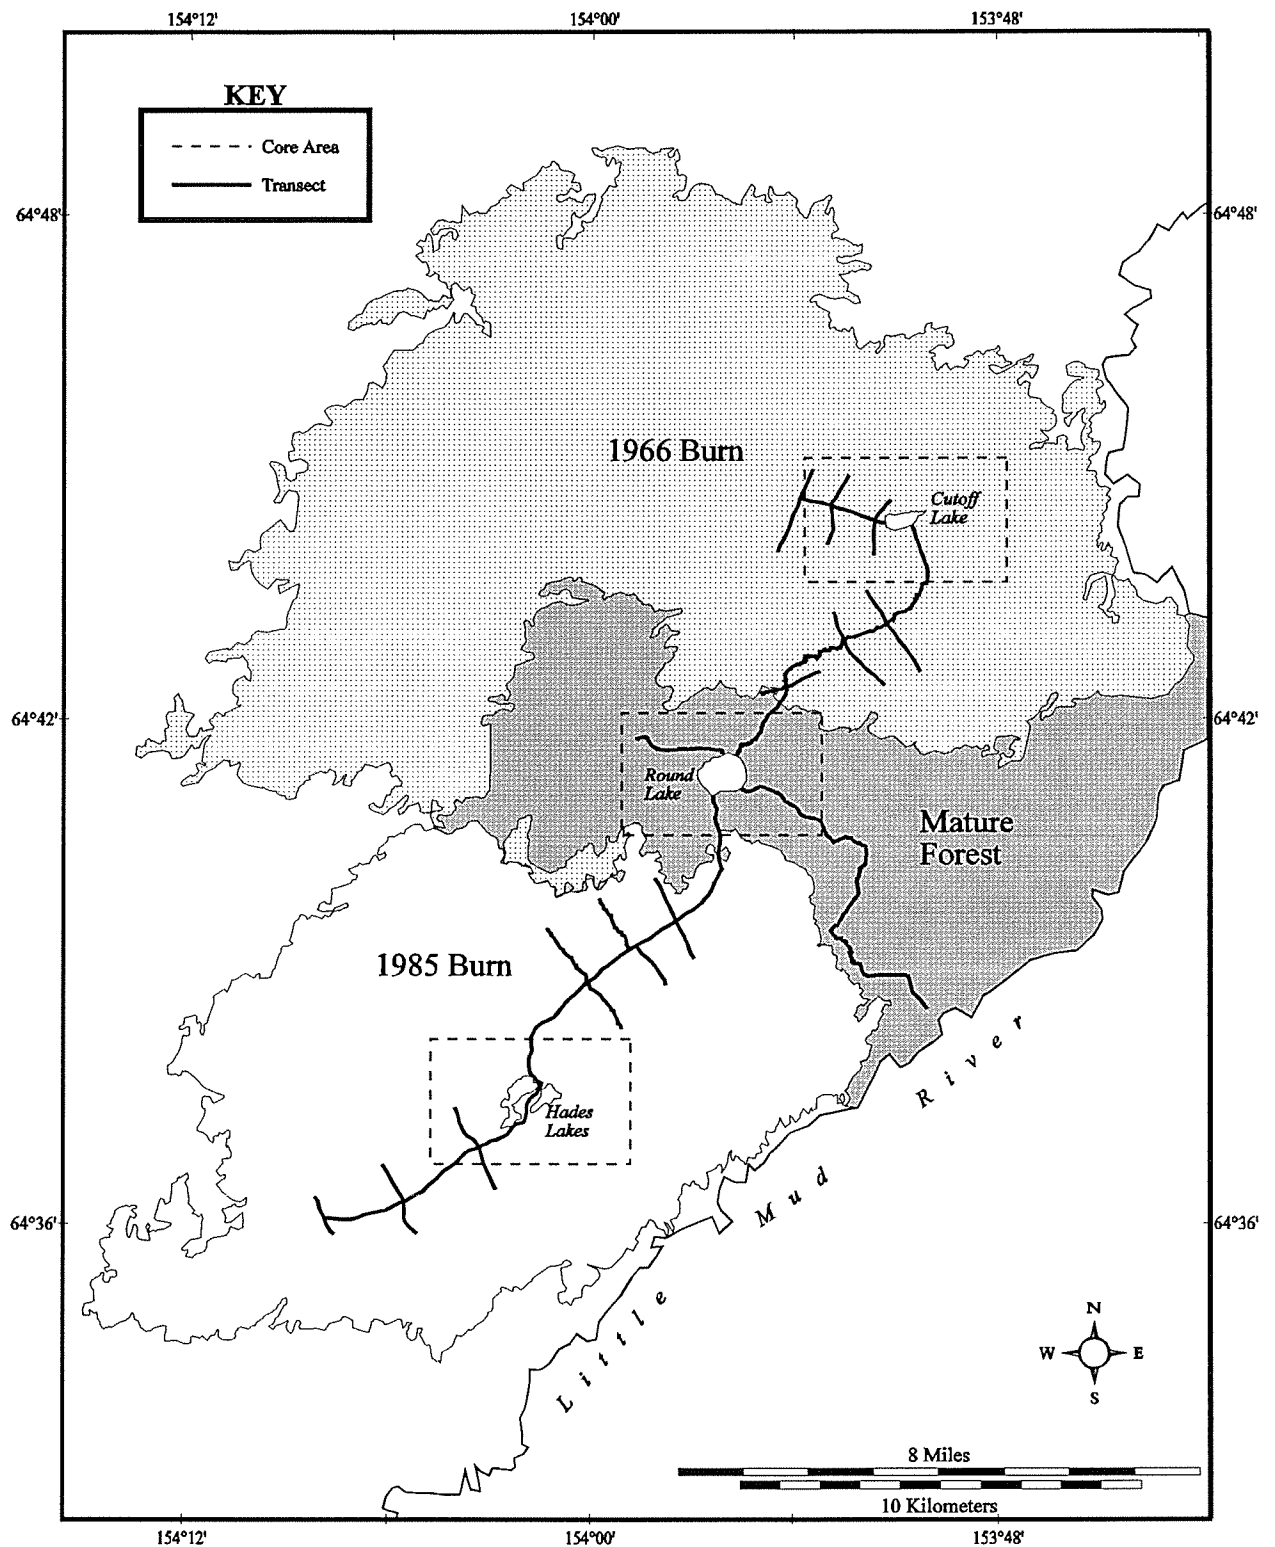 154°12' 154°00' 153°48'
KEY
Core Area
Transect
64°48' 64°48'
1966 Burn
Cutoff
Lake
64°42' 64°42'
Round
Lake
Mature
Forest
1985 Burn
Hades
Lakes
Little Mud River
64°36' 64°36'
N
W E
S
8 Miles
10 Kilometers
154°12' 154°00' 153°48'